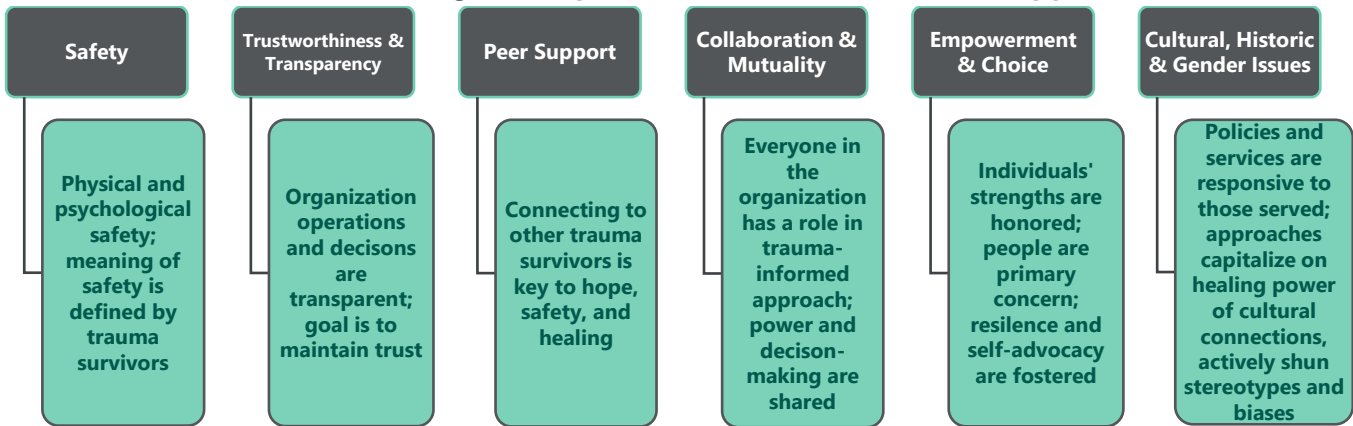 Safety
Physical and
psychological
safety;
meaning of
safety is
defined by
trauma
survivors
Trustworthiness &
Transparency
Organization
operations
and decisons
are
transparent;
goal is to
maintain trust
Peer Support
Connecting to
other trauma
survivors is
key to hope,
safety, and
healing
Collaboration &
Mutuality
Everyone in
the
organization
has a role in
trauma-
informed
approach;
power and
decison-
making are
shared
Empowerment
& Choice
Individuals'
strengths are
honored;
people are
primary
concern;
resilence and
self-advocacy
are fostered
Cultural, Historic
& Gender Issues
Policies and
services are
responsive to
those served;
approaches
capitalize on
healing power
of cultural
connections,
actively shun
stereotypes and
biases